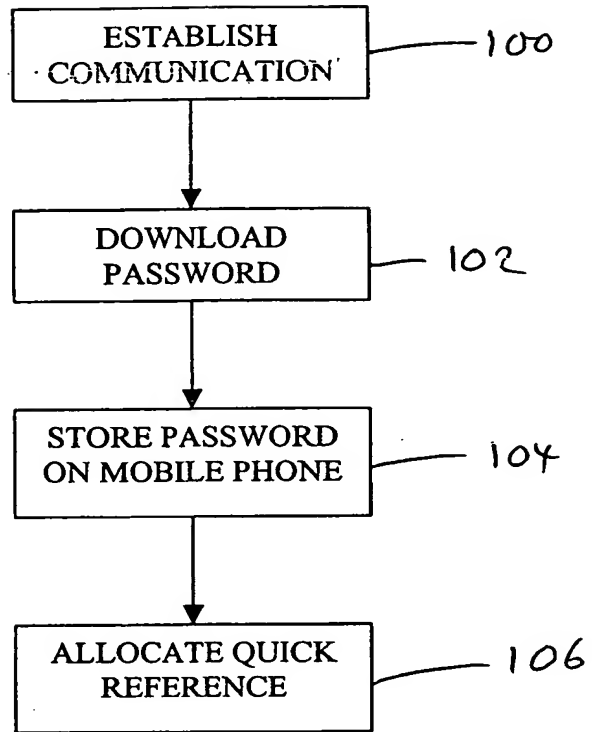 ESTABLISH
COMMUNICATION
100
DOWNLOAD
PASSWORD
102
STORE PASSWORD
ON MOBILE PHONE
104
ALLOCATE QUICK
REFERENCE
106